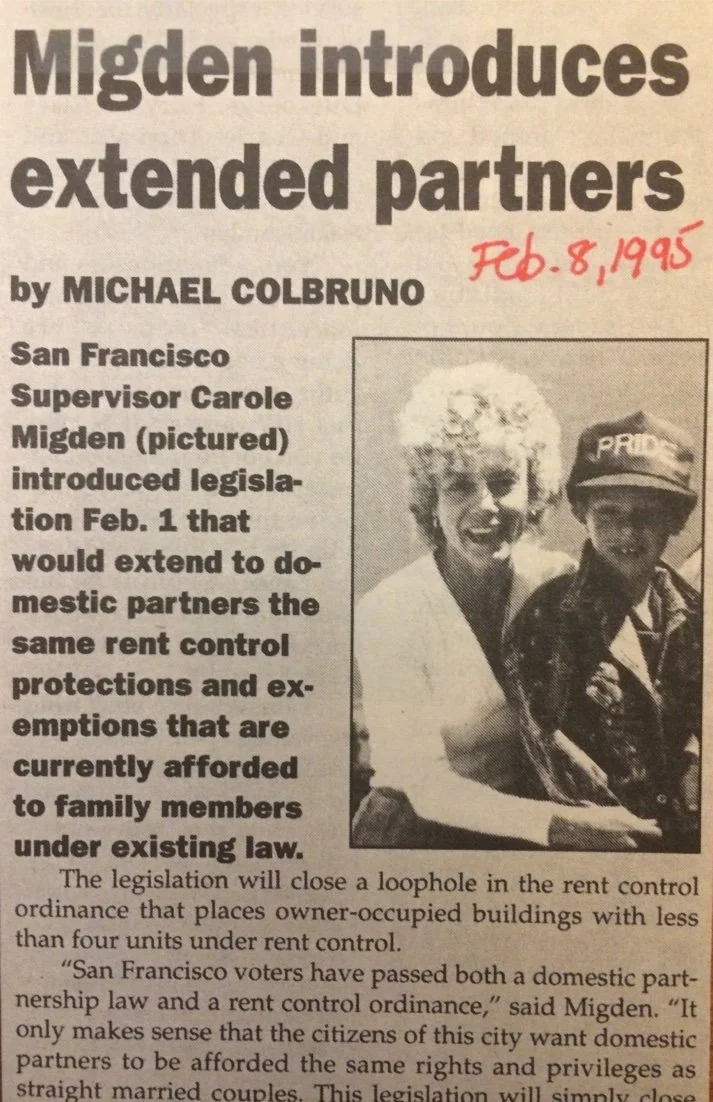 Migden introduces
extended partners
Feb. 8, 1995
by MICHAEL COLBRUNO
San Francisco
Supervisor Carole
Migden (pictured)
introduced legisla-
tion Feb. 1 that
would extend to do-
mestic partners the
same rent control
protections and ex-
emptions that are
currently afforded
to family members
under existing law.
PRIDE
The legislation will close a loophole in the rent control
ordinance that places owner-occupied buildings with less
than four units under rent control.
“San Francisco voters have passed both a domestic part-
nership law and a rent control ordinance,” said Migden. “It
only makes sense that the citizens of this city want domestic
partners to be afforded the same rights and privileges as
straight married couples. This legislation will simply close